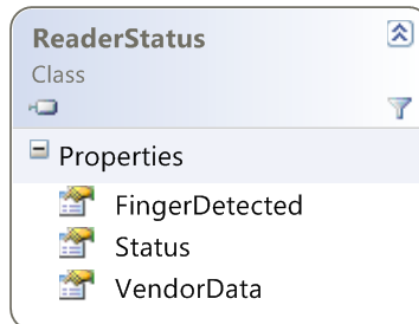 ReaderStatus
Class
Properties
FingerDetected
Status
VendorData